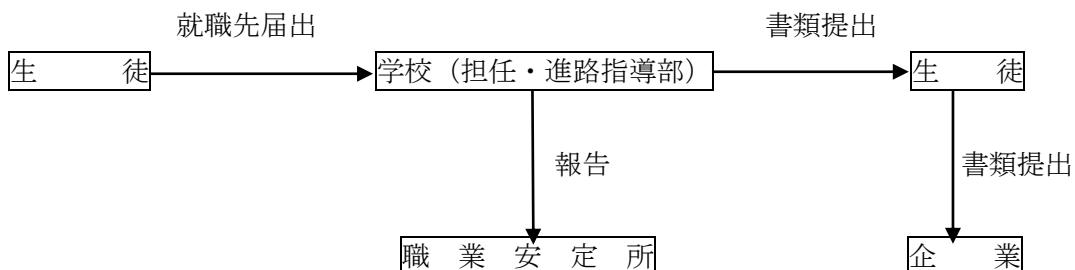 就職先届出 書類提出
生 徒 学校（担任・進路指導部） 生 徒
報告 書類提出
職 業 安 定 所 企 業